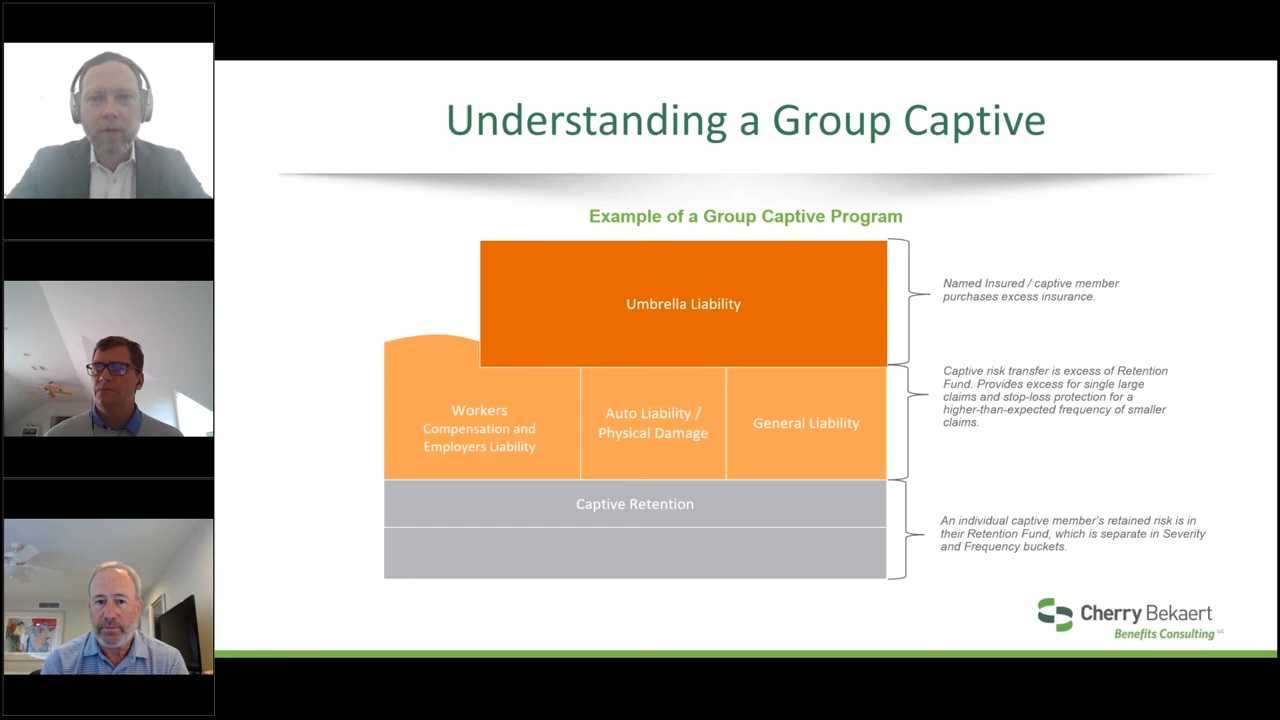 Understanding a Group Captive
Example of a Group Captive Program
Umbrella Liability
Named Insured / captive member
purchases excess insurance.
Workers
Compensation and
Employers Liability
Auto Liability /
Physical Damage
General Liability
Captive risk transfer is excess of Retention
Fund. Provides excess for single large
claims and stop-loss protection for a
higher-than-expected frequency of smaller
claims.
Captive Retention
An individual captive member's retained risk is in
their Retention Fund, which is separate in Severity
and Frequency buckets.
Cherry Bekaert
Benefits Consulting LLC